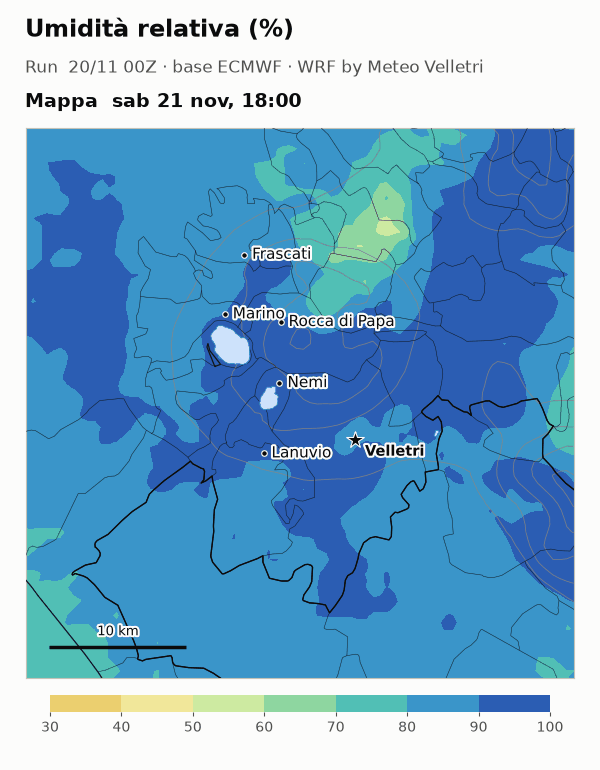 Umidità relativa (%)
Run  20/11 00Z · base ECMWF · WRF by Meteo Velletri
Mappa  sab 21 nov, 18:00
Frascati
Marino
Rocca di Papa
Nemi
Velletri
Lanuvio
10 km
30 40 50 60 70 80 90 100